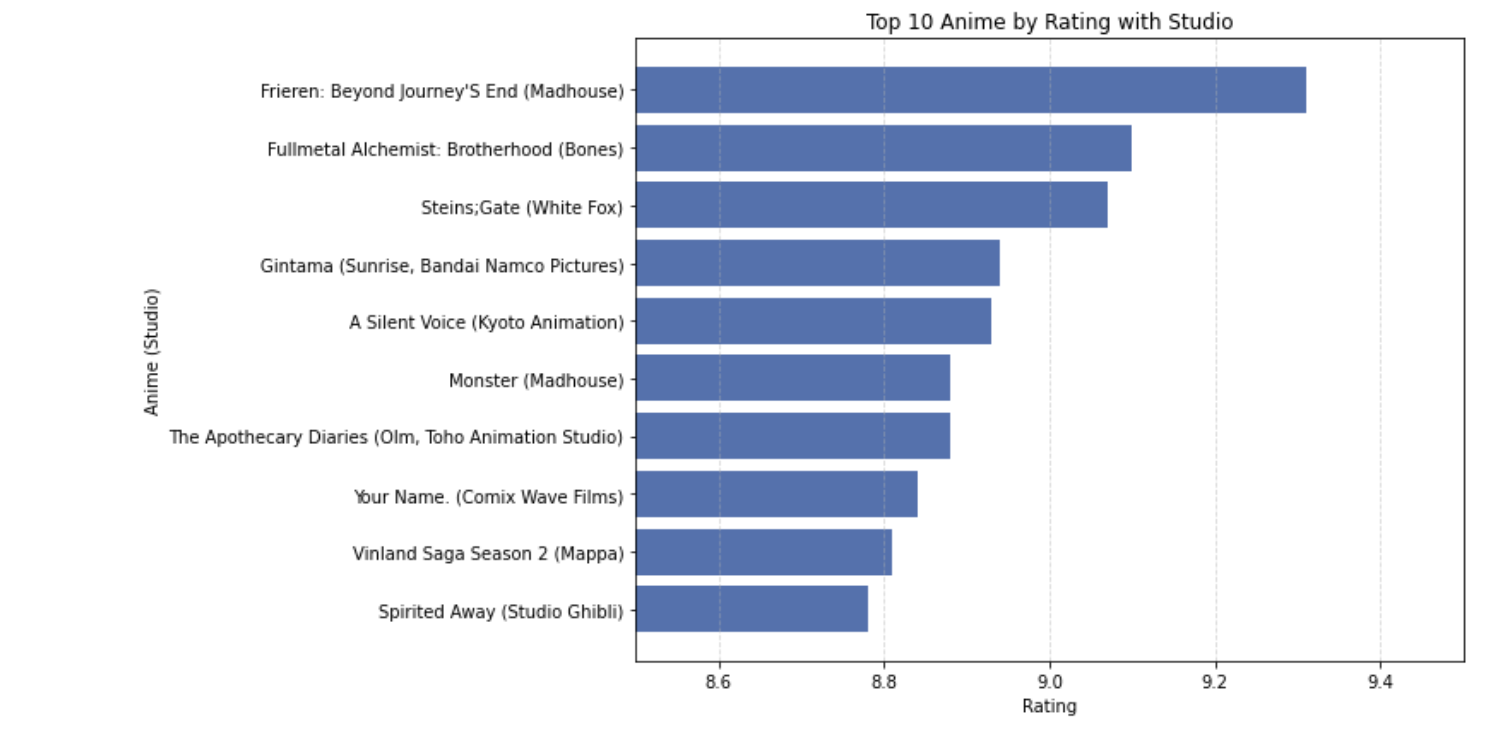 Top 10 Anime by Rating with Studio
Frieren: Beyond Journey'S End (Madhouse)
Fullmetal Alchemist: Brotherhood (Bones)
Steins;Gate (White Fox)
Gintama (Sunrise, Bandai Namco Pictures)
A Silent Voice (Kyoto Animation)
Monster (Madhouse)
The Apothecary Diaries (Olm, Toho Animation Studio)
Your Name. (Comix Wave Films)
Vinland Saga Season 2 (Mappa)
Spirited Away (Studio Ghibli)
Anime (Studio)
8.6 8.8 9.0 9.2 9.4
Rating